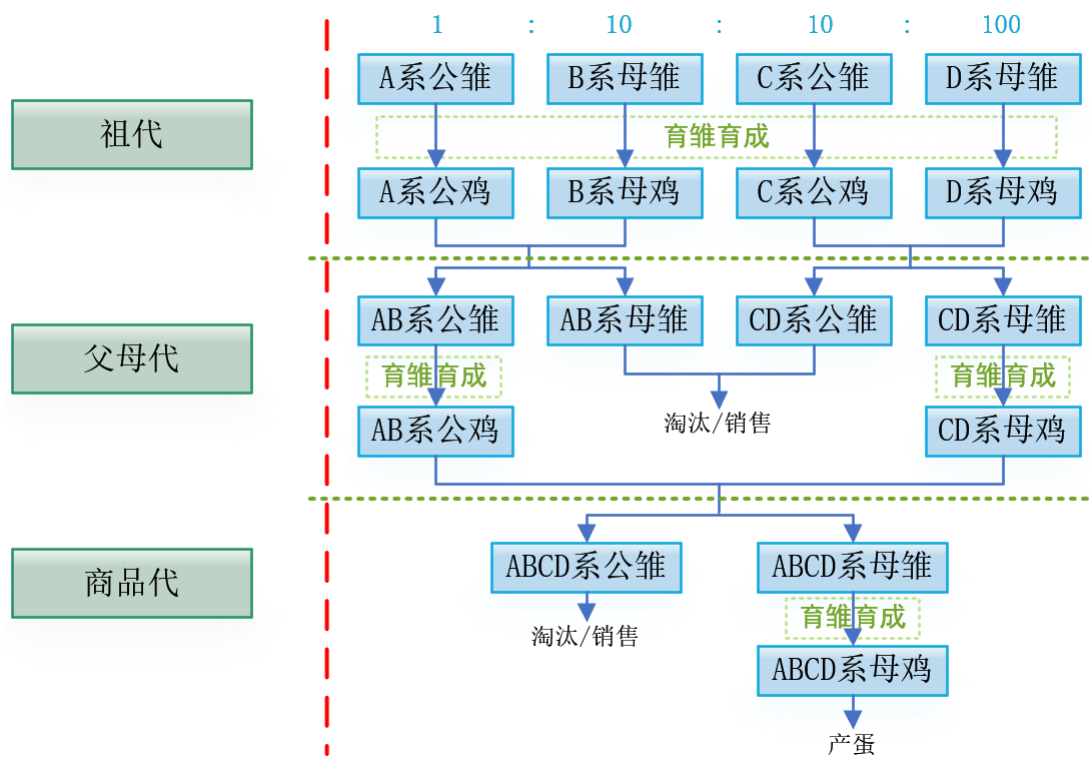 1 : 10 : 10 : 100
A系公雏 B系母雏 C系公雏 D系母雏
祖代
育雏育成
A系公鸡 B系母鸡 C系公鸡 D系母鸡
AB系公雏 AB系母雏 CD系公雏 CD系母雏
父母代
育雏育成 育雏育成
淘汰/销售
AB系公鸡 CD系母鸡
ABCD系公雏 ABCD系母雏
商品代
育雏育成
淘汰/销售
ABCD系母鸡
产蛋